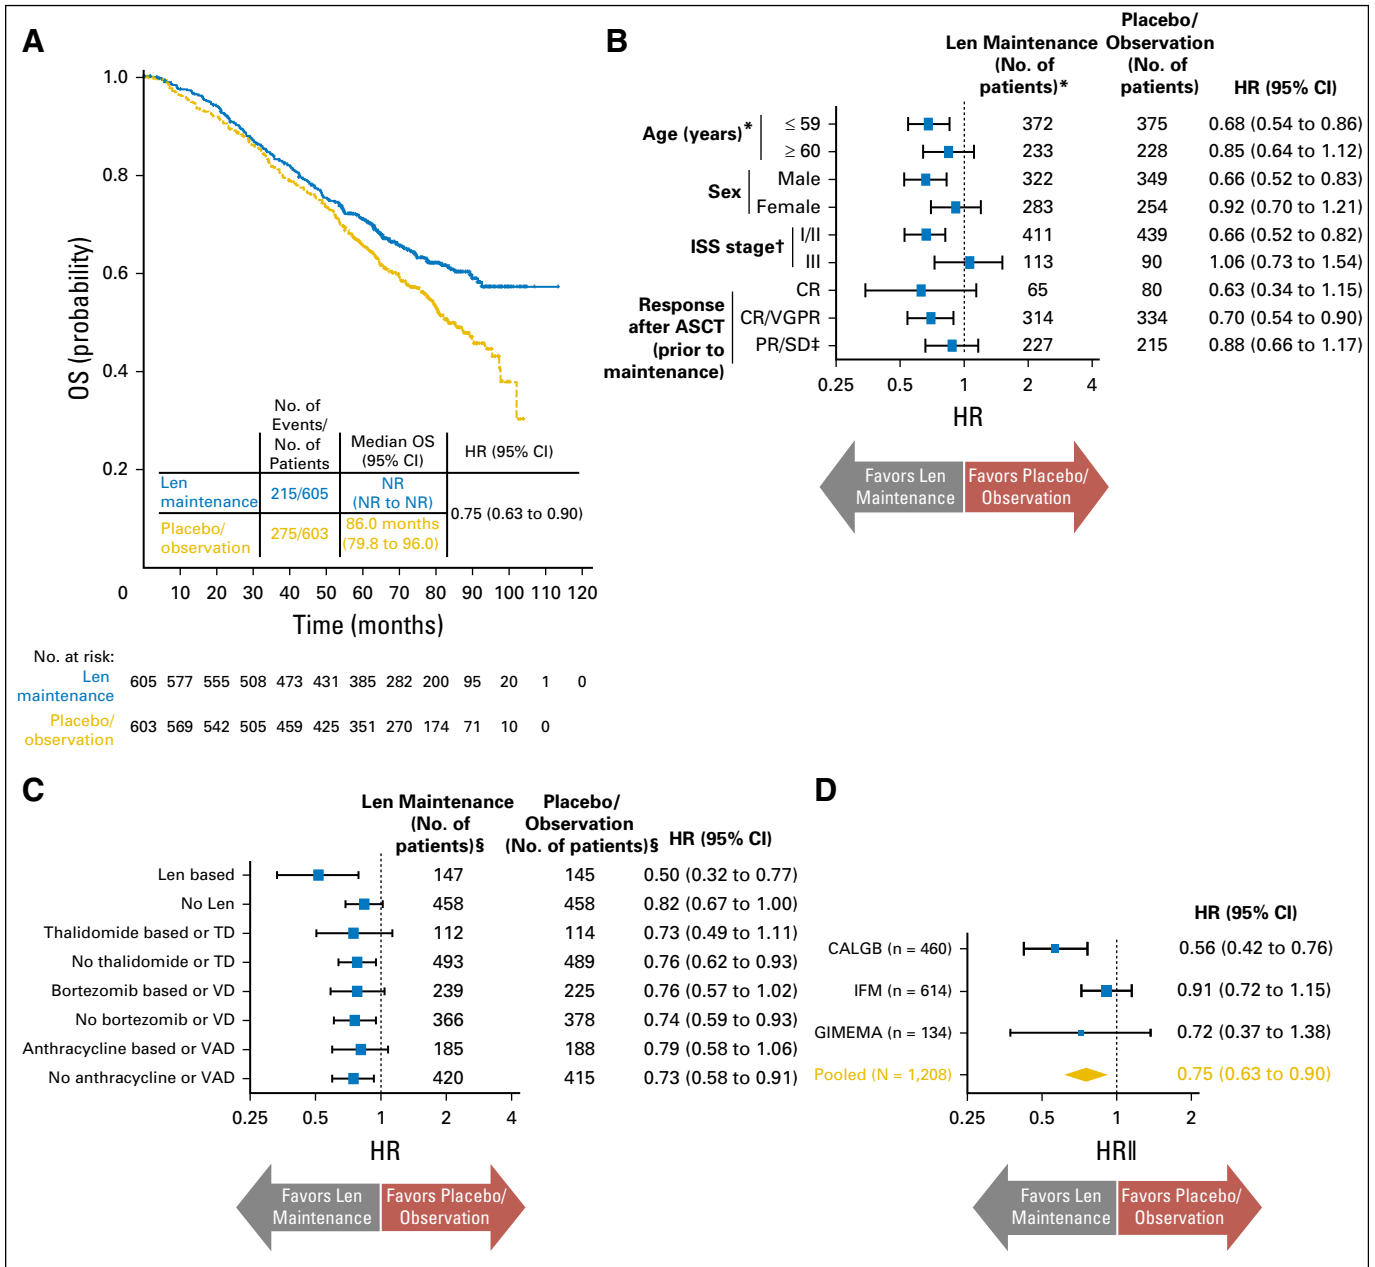 A
1.0
0.8
0.6
0.4
0.2
OS (probability)
No. of
Events/
No. of
Patients
Median OS
(95% CI)
HR (95% CI)
Len
maintenance
215/605
NR
(NR to NR)
0.75 (0.63 to 0.90)
Placebo/
observation
275/603
86.0 months
(79.8 to 96.0)
0 10 20 30 40 50 60 70 80 90 100 110 120
Time (months)
No. at risk:
Len
maintenance
605 577 555 508 473 431 385 282 200 95 20 1 0
Placebo/
observation
603 569 542 505 459 425 351 270 174 71 10 0
B
Len Maintenance
(No. of
patients)*
Placebo/
Observation
(No. of
patients)
HR (95% CI)
Age (years)*
≤ 59 372 375 0.68 (0.54 to 0.86)
≥ 60 233 228 0.85 (0.64 to 1.12)
Sex
Male 322 349 0.66 (0.52 to 0.83)
Female 283 254 0.92 (0.70 to 1.21)
ISS stage†
I/II 411 439 0.66 (0.52 to 0.82)
III 113 90 1.06 (0.73 to 1.54)
Response
after ASCT
(prior to
maintenance)
CR 65 80 0.63 (0.34 to 1.15)
CR/VGPR 314 334 0.70 (0.54 to 0.90)
PR/SD‡ 227 215 0.88 (0.66 to 1.17)
0.25 0.5 1 2 4
HR
Favors Len
Maintenance
Favors Placebo/
Observation
C
Len Maintenance
(No. of
patients)§
Placebo/
Observation
(No. of patients)§
HR (95% CI)
Len based 147 145 0.50 (0.32 to 0.77)
No Len 458 458 0.82 (0.67 to 1.00)
Thalidomide based or TD 112 114 0.73 (0.49 to 1.11)
No thalidomide or TD 493 489 0.76 (0.62 to 0.93)
Bortezomib based or VD 239 225 0.76 (0.57 to 1.02)
No bortezomib or VD 366 378 0.74 (0.59 to 0.93)
Anthracycline based or VAD 185 188 0.79 (0.58 to 1.06)
No anthracycline or VAD 420 415 0.73 (0.58 to 0.91)
0.25 0.5 1 2 4
HR
Favors Len
Maintenance
Favors Placebo/
Observation
D
HR (95% CI)
CALGB (n = 460) 0.56 (0.42 to 0.76)
IFM (n = 614) 0.91 (0.72 to 1.15)
GIMEMA (n = 134) 0.72 (0.37 to 1.38)
Pooled (N = 1,208) 0.75 (0.63 to 0.90)
0.25 0.5 1 2
HR‖
Favors Len
Maintenance
Favors Placebo/
Observation